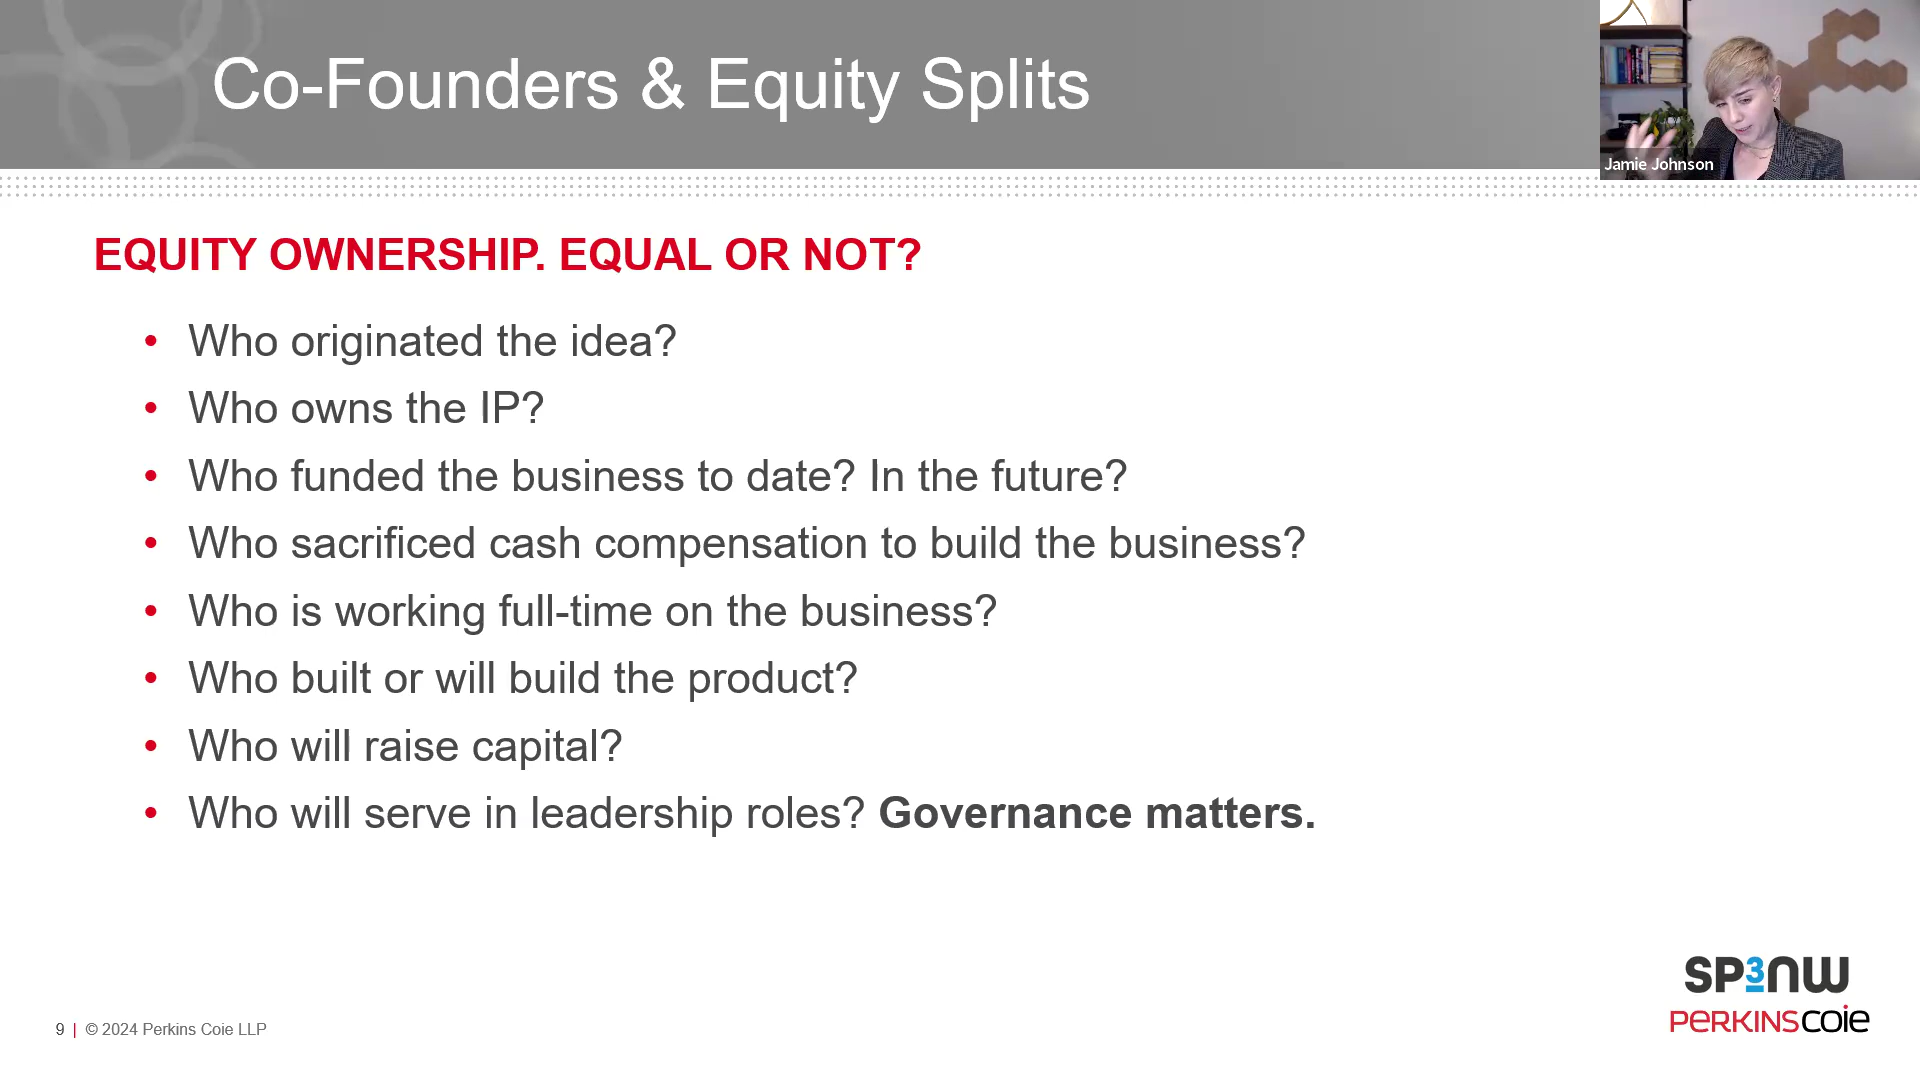 Co-Founders & Equity Splits
Jamie Johnson
EQUITY OWNERSHIP. EQUAL OR NOT?
• Who originated the idea?
• Who owns the IP?
• Who funded the business to date? In the future?
• Who sacrificed cash compensation to build the business?
• Who is working full-time on the business?
• Who built or will build the product?
• Who will raise capital?
• Who will serve in leadership roles? Governance matters.
SP3NW
PERKINSCOIE
9 | © 2024 Perkins Coie LLP